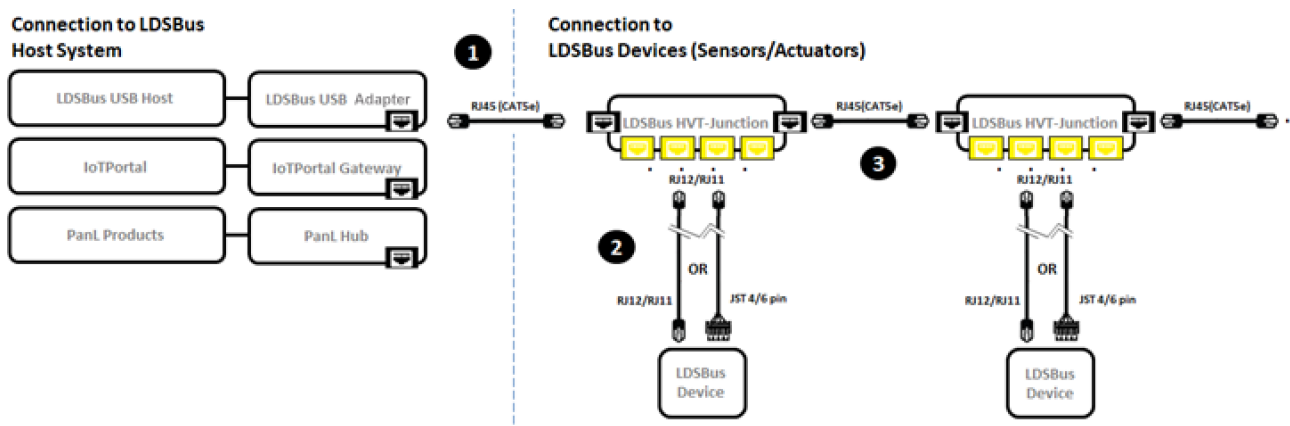 Connection to LDSBus
Host System
1
Connection to
LDSBus Devices (Sensors/Actuators)
LDSBus USB Host
LDSBus USB Adapter
IoTPortal
IoTPortal Gateway
PanL Products
PanL Hub
RJ45 (CAT5e)
LDSBus HVT-Junction
RJ45(CAT5e)
LDSBus HVT-Junction
RJ45(CAT5e)
3
RJ12/RJ11
RJ12/RJ11
2
OR
OR
RJ12/RJ11
JST 4/6 pin
RJ12/RJ11
JST 4/6 pin
LDSBus
Device
LDSBus
Device